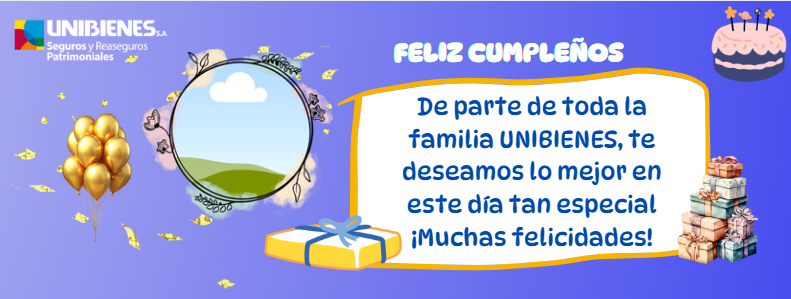 UNIBIENES S.A.
Seguros y Reaseguros
Patrimoniales
FELIZ CUMPLEÑOS
De parte de toda la
familia UNIBIENES, te
deseamos lo mejor en
este día tan especial
¡Muchas felicidades!